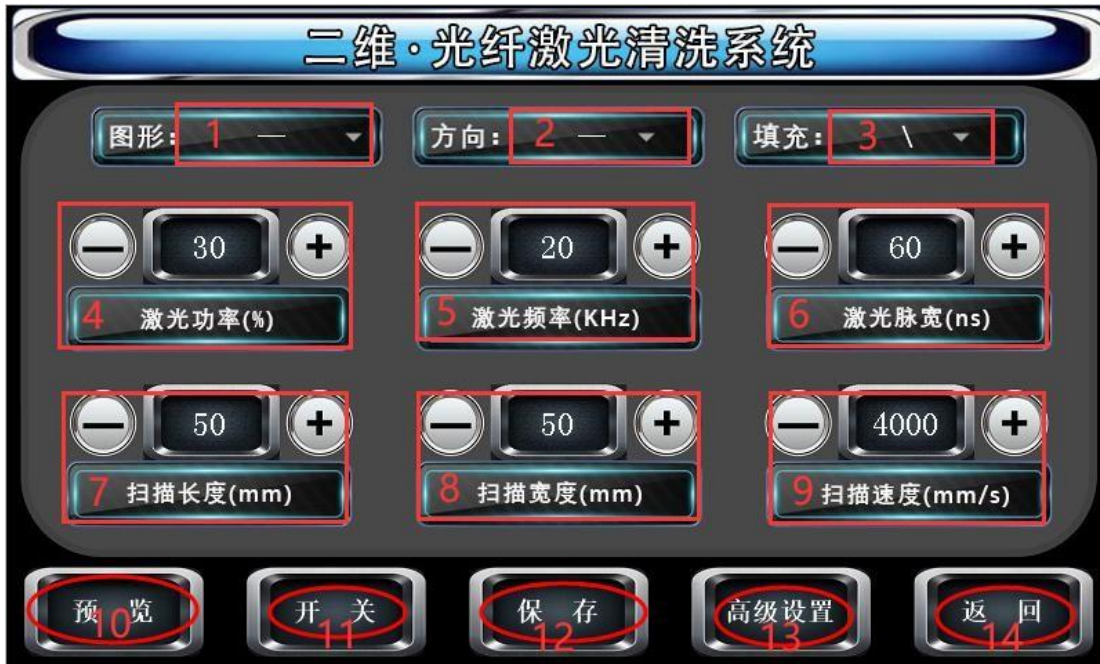 二维·光纤激光清洗系统
图形: 1 —
方向: 2 —
填充: 3 \
— 30 +
— 20 +
— 60 +
4 激光功率(%)
5 激光频率(KHz)
6 激光脉宽(ns)
— 50 +
— 50 +
— 4000 +
7 扫描长度(mm)
8 扫描宽度(mm)
9 扫描速度(mm/s)
预 览 10
开 关 11
保 存 12
高级设置 13
返 回 14